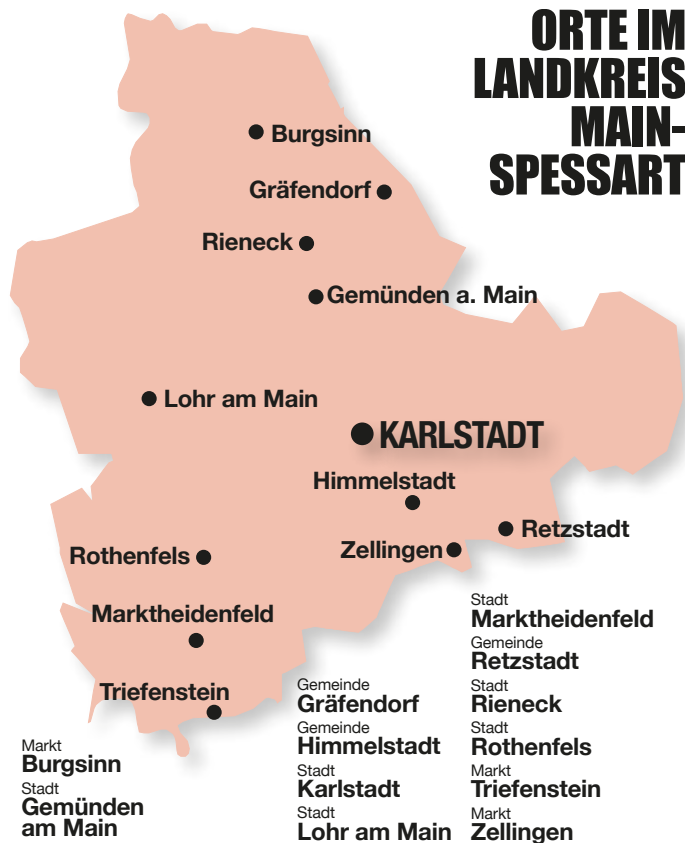 ORTE IM
LANDKREIS
MAIN-
SPESSART
Burgsinn
Gräfendorf
Rieneck
Gemünden a. Main
Lohr am Main
KARLSTADT
Himmelstadt
Retzstadt
Zellingen
Rothenfels
Marktheidenfeld
Triefenstein
Markt
Burgsinn
Stadt
Gemünden
am Main
Gemeinde
Gräfendorf
Gemeinde
Himmelstadt
Stadt
Karlstadt
Stadt
Lohr am Main
Stadt
Marktheidenfeld
Gemeinde
Retzstadt
Stadt
Rieneck
Stadt
Rothenfels
Markt
Triefenstein
Markt
Zellingen